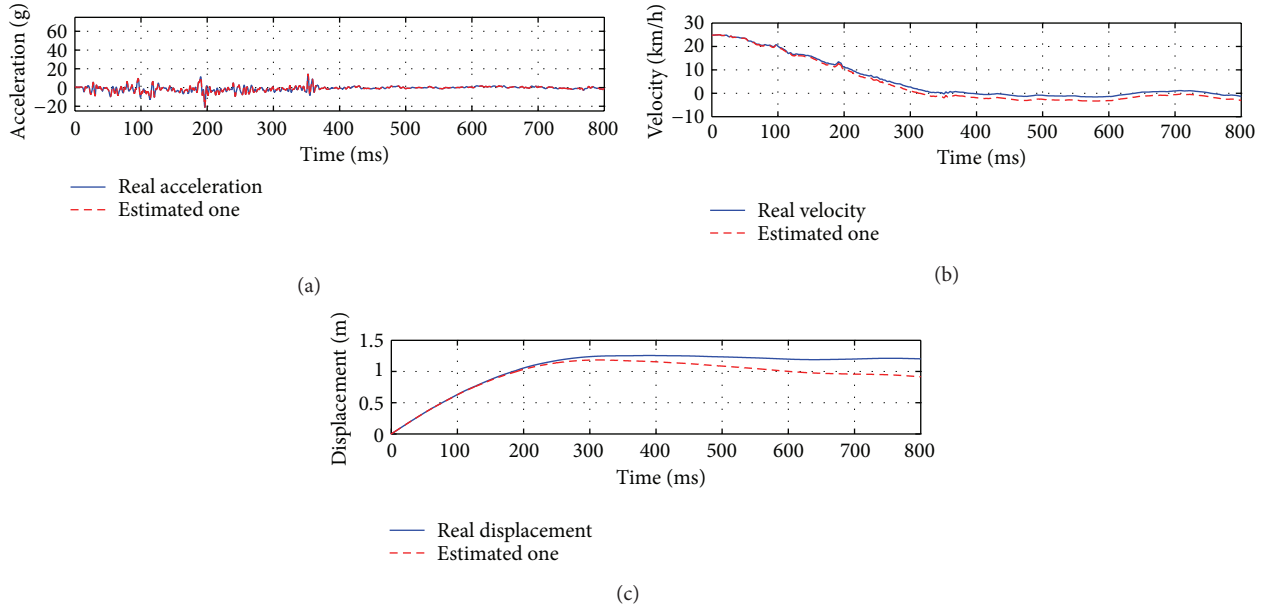 Acceleration (g)
60
40
20
0
−20
0 100 200 300 400 500 600 700 800
Time (ms)
Real acceleration
Estimated one
(a)
Velocity (km/h)
30
20
10
0
−10
0 100 200 300 400 500 600 700 800
Time (ms)
Real velocity
Estimated one
(b)
Displacement (m)
1.5
1
0.5
0
0 100 200 300 400 500 600 700 800
Time (ms)
Real displacement
Estimated one
(c)